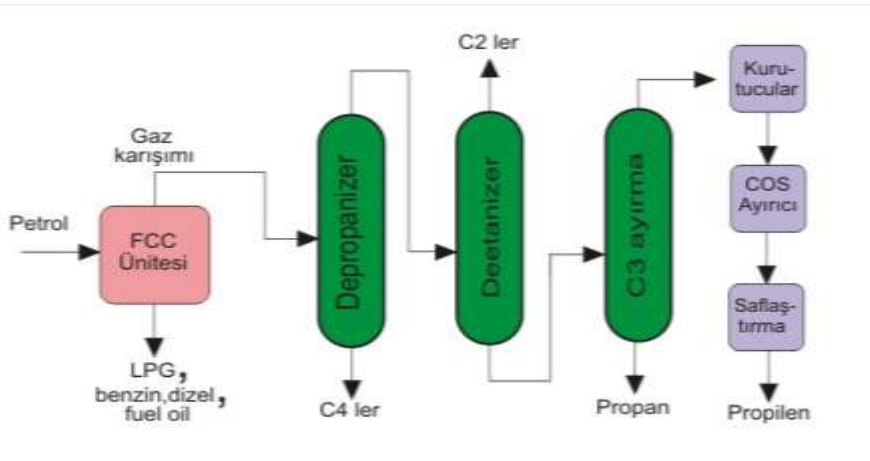 C2 ler
Kuru-
tucular
Gaz
karışımı
Petrol
FCC
Ünitesi
Depropanizer
Deetanizer
C3 ayırma
COS
Ayırıcı
Saflaş-
tırma
LPG,
benzin,dizel,
fuel oil
C4 ler
Propan
Propilen